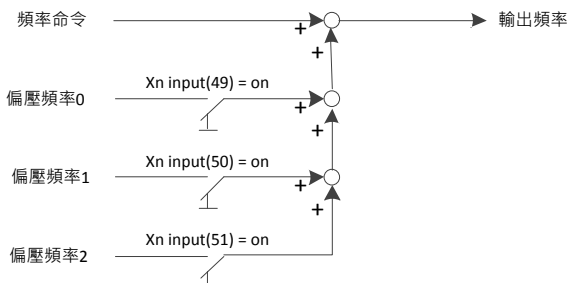 頻率命令
+
輸出頻率
+
Xn input(49) = on
偏壓頻率0
+
+
Xn input(50) = on
偏壓頻率1
+
+
Xn input(51) = on
偏壓頻率2